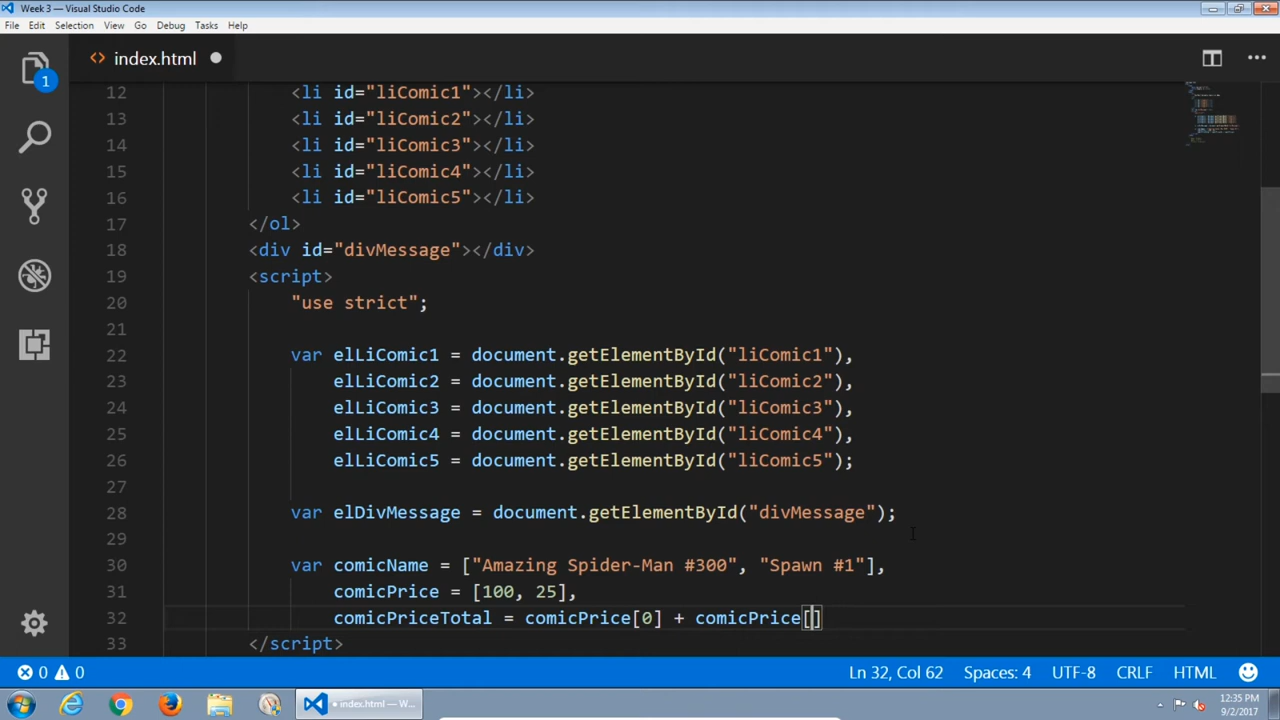 Week 3 — Visual Studio Code
File Edit Selection View Go Debug Tasks Help
index.html
1
12 <li id="liComic1"></li>
13 <li id="liComic2"></li>
14 <li id="liComic3"></li>
15 <li id="liComic4"></li>
16 <li id="liComic5"></li>
17 </ol>
18 <div id="divMessage"></div>
19 <script>
20 "use strict";
21
22 var elLiComic1 = document.getElementById("liComic1"),
23 elLiComic2 = document.getElementById("liComic2"),
24 elLiComic3 = document.getElementById("liComic3"),
25 elLiComic4 = document.getElementById("liComic4"),
26 elLiComic5 = document.getElementById("liComic5");
27
28 var elDivMessage = document.getElementById("divMessage");
29
30 var comicName = ["Amazing Spider-Man #300", "Spawn #1"],
31 comicPrice = [100, 25],
32 comicPriceTotal = comicPrice[0] + comicPrice[]
33 </script>
0 0 Ln 32, Col 62 Spaces: 4 UTF-8 CRLF HTML
• index.html — W... 12:35 PM
9/2/2017